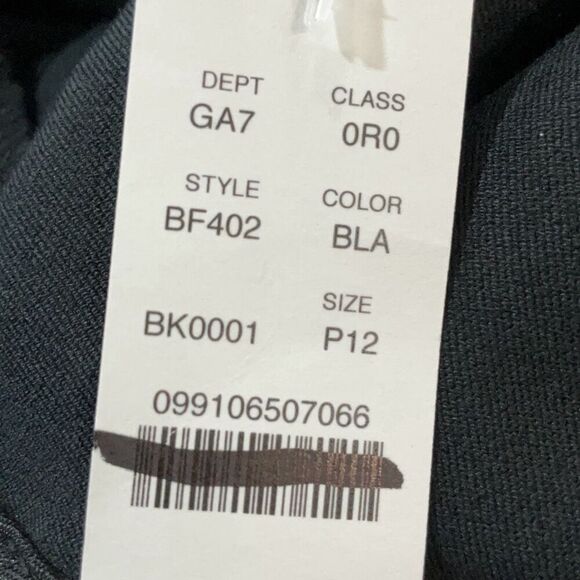 DEPT CLASS
GA7 0R0
STYLE COLOR
BF402 BLA
SIZE
BK0001 P12
099106507066